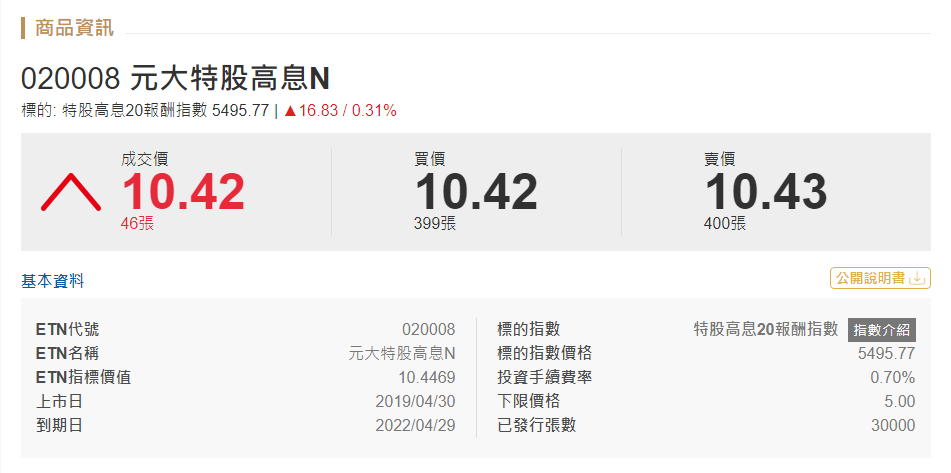 商品資訊
020008 元大特股高息N
標的: 特股高息20報酬指數 5495.77 | ▲16.83 / 0.31%
成交價
10.42
46張
買價
10.42
399張
賣價
10.43
400張
基本資料
公開說明書
ETN代號 020008
ETN名稱 元大特股高息N
ETN指標價值 10.4469
上市日 2019/04/30
到期日 2022/04/29
標的指數 特股高息20報酬指數 指數介紹
標的指數價格 5495.77
投資手續費率 0.70%
下限價格 5.00
已發行張數 30000